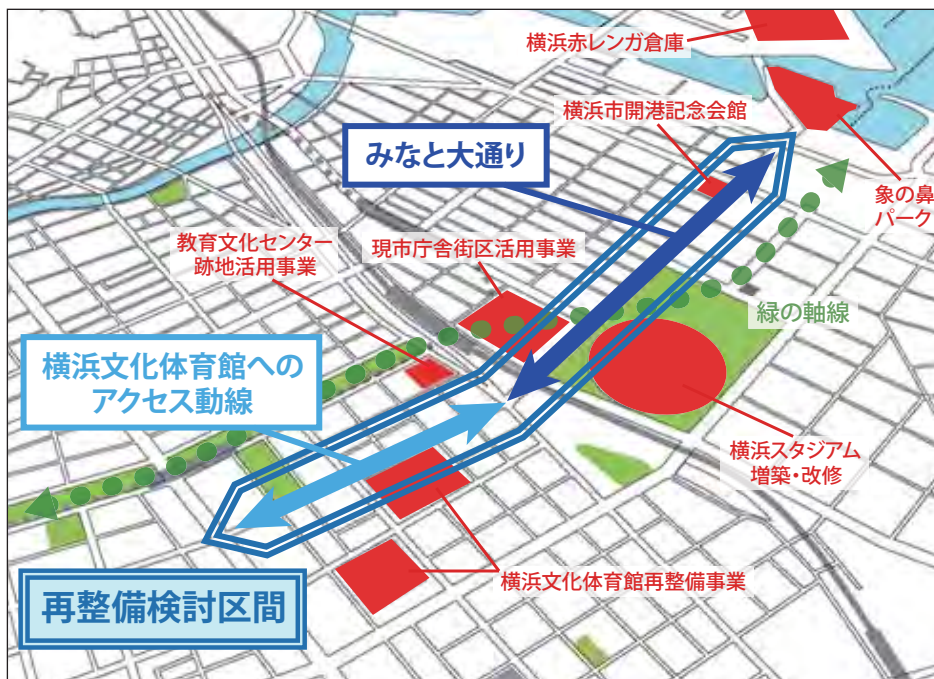 横浜赤レンガ倉庫
横浜市開港記念会館
みなと大通り
象の鼻
パーク
教育文化センター
跡地活用事業
現市庁舎街区活用事業
緑の軸線
横浜文化体育館への
アクセス動線
横浜スタジアム
増築・改修
横浜文化体育館再整備事業
再整備検討区間